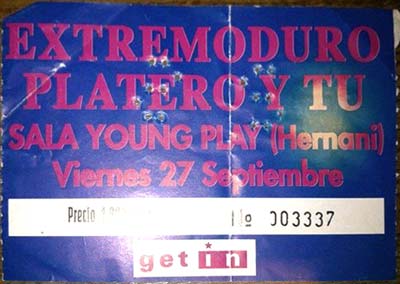 EXTREMODURO
PLATERO Y TU
SALA YOUNG PLAY (Hernani)
Viernes 27 Septiembre
Precio Nº 003337
get in